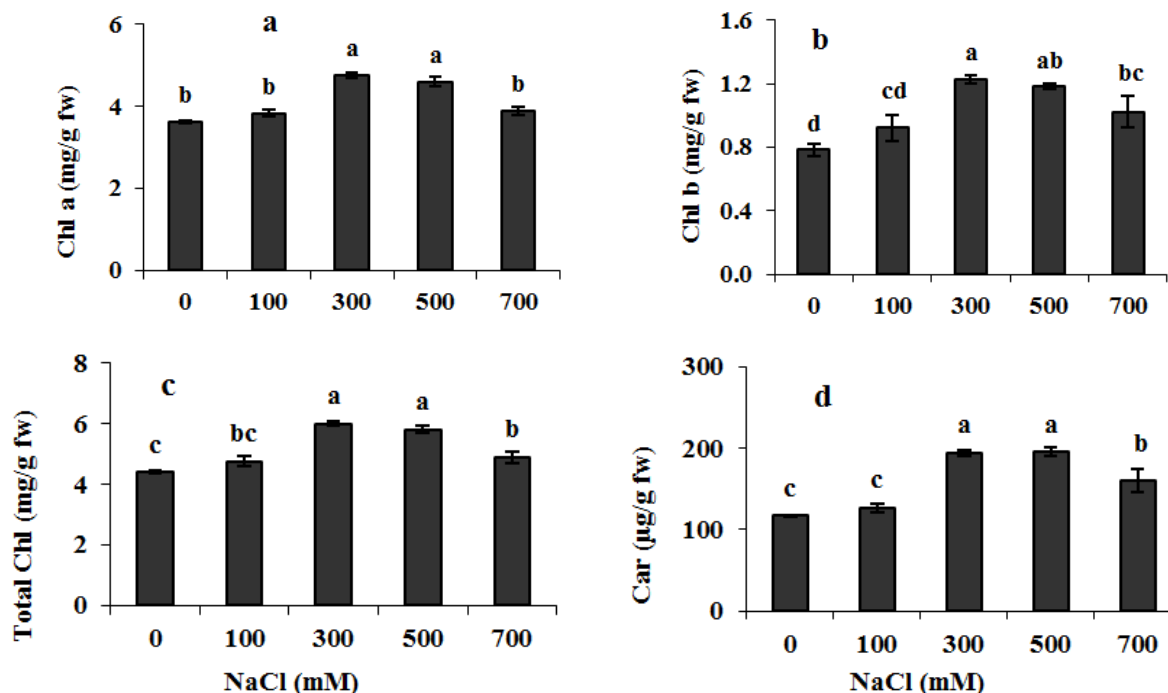 a
Chl a (mg/g fw)
6
4
2
0
b
b
a
a
b
0 100 300 500 700
b
Chl b (mg/g fw)
1.6
1.2
0.8
0.4
0.0
d
cd
a
ab
bc
0 100 300 500 700
c
Total Chl (mg/g fw)
8
6
4
2
0
c
bc
a
a
b
0 100 300 500 700
NaCl (mM)
d
Car (µg/g fw)
300
200
100
0
c
c
a
a
b
0 100 300 500 700
NaCl (mM)